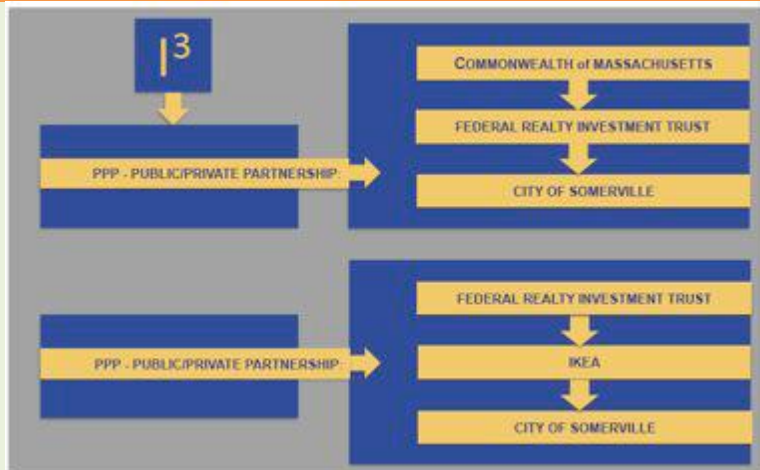 I³
COMMONWEALTH of MASSACHUSETTS
FEDERAL REALTY INVESTMENT TRUST
PPP - PUBLIC/PRIVATE PARTNERSHIP:
CITY OF SOMERVILLE
FEDERAL REALTY INVESTMENT TRUST
PPP - PUBLIC/PRIVATE PARTNERSHIP:
IKEA
CITY OF SOMERVILLE